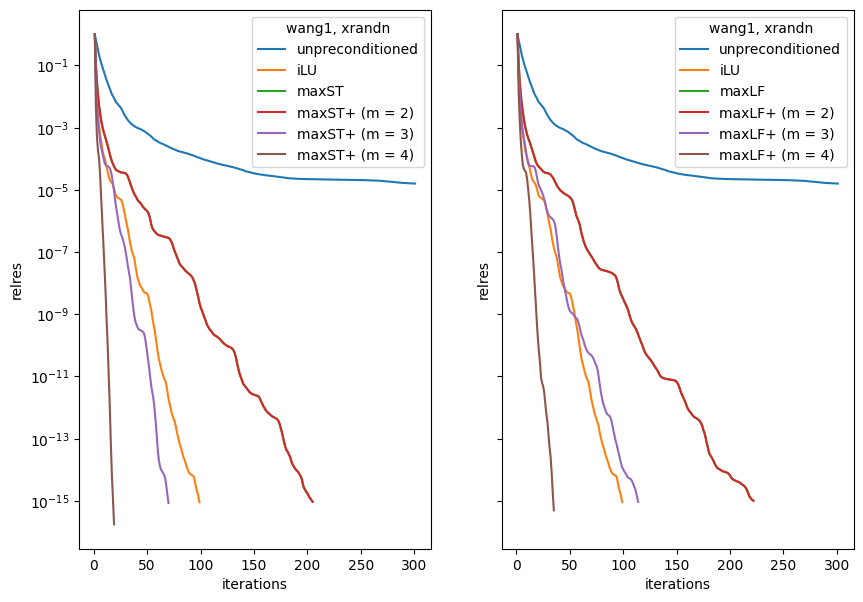 wang1, xrandn
unpreconditioned
iLU
maxST
maxST+ (m = 2)
maxST+ (m = 3)
maxST+ (m = 4)
10⁻¹
10⁻³
10⁻⁵
10⁻⁷
10⁻⁹
10⁻¹¹
10⁻¹³
10⁻¹⁵
relres
0 50 100 150 200 250 300
iterations
wang1, xrandn
unpreconditioned
iLU
maxLF
maxLF+ (m = 2)
maxLF+ (m = 3)
maxLF+ (m = 4)
relres
0 50 100 150 200 250 300
iterations